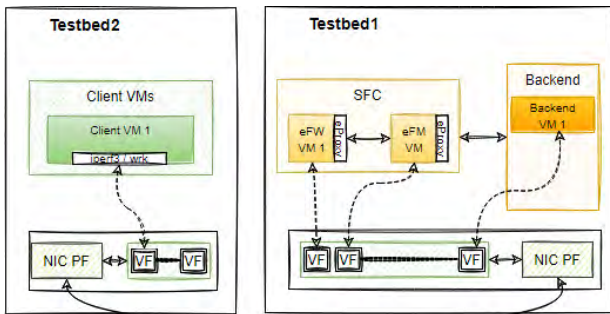 Testbed2
Client VMs
Client VM 1
iperf3 / wrk
NIC PF
VF
VF
Testbed1
SFC
eFW
VM 1
eProxy
eFM
VM
eProxy
Backend
Backend
VM 1
VF
VF
VF
NIC PF